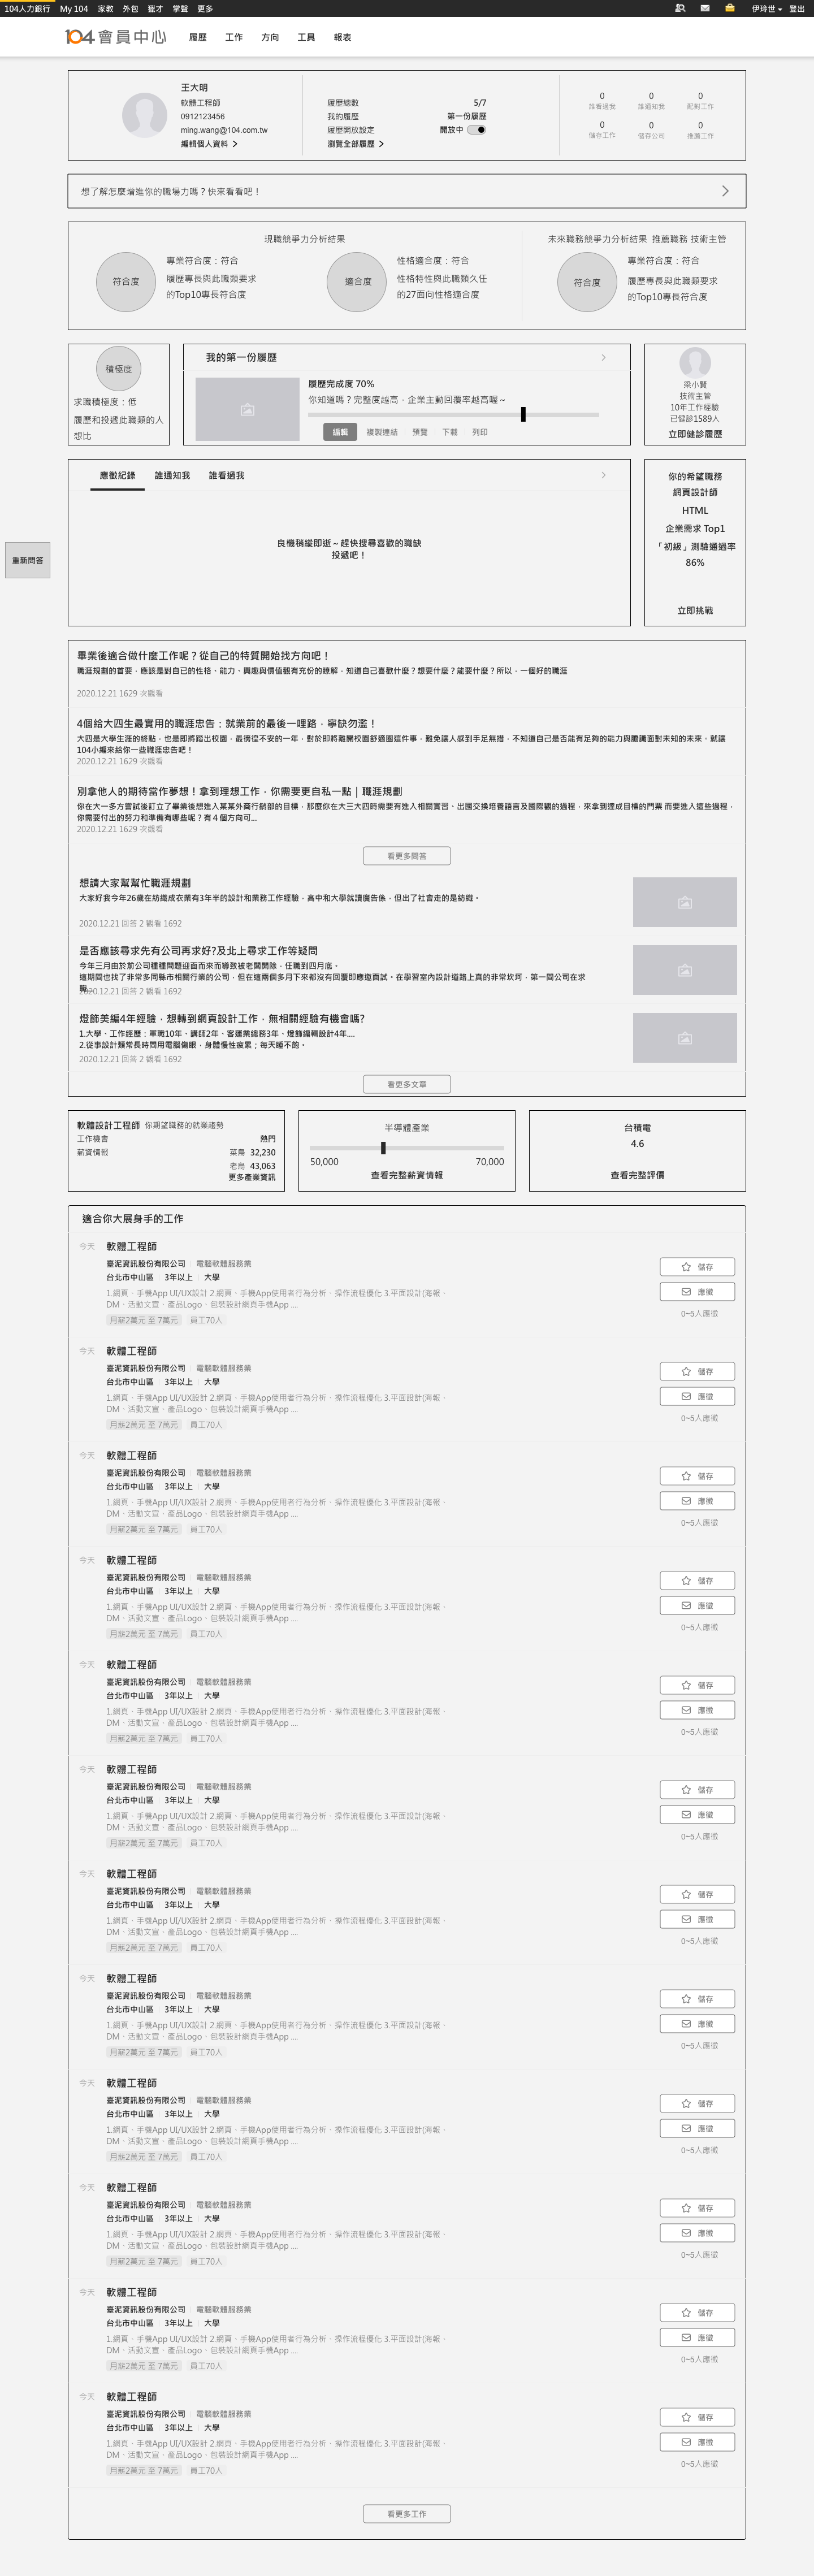 104人力銀行 My 104 家教 外包 獵才 掌聲 更多 伊玲世 登出
104會員中心 履歷 工作 方向 工具 報表
王大明
軟體工程師
0912123456
ming.wang@104.com.tw
編輯個人資料
履歷總數 5/7
我的履歷 第一份履歷
履歷開放設定 開放中
瀏覽全部履歷
0 0 0
誰看過我 誰通知我 配對工作
0 0 0
儲存工作 儲存公司 推薦工作
想了解怎麼增進你的職場力嗎？快來看看吧！
現職競爭力分析結果
符合度
專業符合度：符合
履歷專長與此職類要求
的Top10專長符合度
適合度
性格適合度：符合
性格特性與此職類久任
的27面向性格適合度
未來職務競爭力分析結果 推薦職務 技術主管
符合度
專業符合度：符合
履歷專長與此職類要求
的Top10專長符合度
積極度
求職積極度：低
履歷和投遞此職類的人
想比
我的第一份履歷
履歷完成度 70%
你知道嗎？完整度越高，企業主動回覆率越高喔～
編輯 複製連結 預覽 下載 列印
梁小賢
技術主管
10年工作經驗
已健診1589人
立即健診履歷
應徵紀錄 誰通知我 誰看過我
良機稍縱即逝～趕快搜尋喜歡的職缺
投遞吧！
你的希望職務
網頁設計師
HTML
企業需求 Top1
「初級」測驗通過率
86%
立即挑戰
重新問答
畢業後適合做什麼工作呢？從自己的特質開始找方向吧！
職涯規劃的首要，應該是對自已的性格、能力、興趣與價值觀有充份的瞭解，知道自己喜歡什麼？想要什麼？能要什麼？所以，一個好的職涯
2020.12.21 1629 次觀看
4個給大四生最實用的職涯忠告：就業前的最後一哩路，寧缺勿濫！
大四是大學生涯的終點，也是即將踏出校園，最徬徨不安的一年，對於即將離開校園舒適圈這件事，難免讓人感到手足無措，不知道自己是否能有足夠的能力與膽識面對未知的未來。就讓
104小編來給你一些職涯忠告吧！
2020.12.21 1629 次觀看
別拿他人的期待當作夢想！拿到理想工作，你需要更自私一點｜職涯規劃
你在大一多方嘗試後訂立了畢業後想進入某某外商行銷部的目標，那麼你在大三大四時需要有進入相關實習、出國交換培養語言及國際觀的過程，來拿到達成目標的門票 而要進入這些過程，
你需要付出的努力和準備有哪些呢？有４個方向可...
2020.12.21 1629 次觀看
看更多問答
想請大家幫幫忙職涯規劃
大家好我今年26歲在紡織成衣業有3年半的設計和業務工作經驗，高中和大學就讀廣告係，但出了社會走的是紡織。
2020.12.21 回答 2 觀看 1692
是否應該尋求先有公司再求好?及北上尋求工作等疑問
今年三月由於前公司種種問題迎面而來而導致被老闆開除，任職到四月底。
這期間也找了非常多同縣市相關行業的公司，但在這兩個多月下來都沒有回覆即應邀面試。在學習室內設計道路上真的非常坎坷，第一間公司在求
2020.12.21 回答 2 觀看 1692
燈飾美編4年經驗，想轉到網頁設計工作，無相關經驗有機會嗎?
1.大學、工作經歷：軍職10年、講師2年、客運業總務3年、燈飾編輯設計4年....
2.從事設計類常長時間用電腦傷眼，身體慢性疲累；每天睡不飽。
2020.12.21 回答 2 觀看 1692
看更多文章
軟體設計工程師 你期望職務的就業趨勢
工作機會 熱門
薪資情報 菜鳥 32,230
老鳥 43,063
更多產業資訊
半導體產業
50,000 70,000
查看完整薪資情報
台積電
4.6
查看完整評價
適合你大展身手的工作
今天 軟體工程師
臺泥資訊股份有限公司 電腦軟體服務業
台北市中山區 3年以上 大學
1.網頁、手機App UI/UX設計 2.網頁、手機App使用者行為分析、操作流程優化 3.平面設計(海報、
DM、活動文宣、產品Logo、包裝設計網頁手機App ....
月薪2萬元 至 7萬元 員工70人
儲存
應徵
0~5人應徵
今天 軟體工程師
臺泥資訊股份有限公司 電腦軟體服務業
台北市中山區 3年以上 大學
1.網頁、手機App UI/UX設計 2.網頁、手機App使用者行為分析、操作流程優化 3.平面設計(海報、
DM、活動文宣、產品Logo、包裝設計網頁手機App ....
月薪2萬元 至 7萬元 員工70人
儲存
應徵
0~5人應徵
今天 軟體工程師
臺泥資訊股份有限公司 電腦軟體服務業
台北市中山區 3年以上 大學
1.網頁、手機App UI/UX設計 2.網頁、手機App使用者行為分析、操作流程優化 3.平面設計(海報、
DM、活動文宣、產品Logo、包裝設計網頁手機App ....
月薪2萬元 至 7萬元 員工70人
儲存
應徵
0~5人應徵
今天 軟體工程師
臺泥資訊股份有限公司 電腦軟體服務業
台北市中山區 3年以上 大學
1.網頁、手機App UI/UX設計 2.網頁、手機App使用者行為分析、操作流程優化 3.平面設計(海報、
DM、活動文宣、產品Logo、包裝設計網頁手機App ....
月薪2萬元 至 7萬元 員工70人
儲存
應徵
0~5人應徵
今天 軟體工程師
臺泥資訊股份有限公司 電腦軟體服務業
台北市中山區 3年以上 大學
1.網頁、手機App UI/UX設計 2.網頁、手機App使用者行為分析、操作流程優化 3.平面設計(海報、
DM、活動文宣、產品Logo、包裝設計網頁手機App ....
月薪2萬元 至 7萬元 員工70人
儲存
應徵
0~5人應徵
今天 軟體工程師
臺泥資訊股份有限公司 電腦軟體服務業
台北市中山區 3年以上 大學
1.網頁、手機App UI/UX設計 2.網頁、手機App使用者行為分析、操作流程優化 3.平面設計(海報、
DM、活動文宣、產品Logo、包裝設計網頁手機App ....
月薪2萬元 至 7萬元 員工70人
儲存
應徵
0~5人應徵
今天 軟體工程師
臺泥資訊股份有限公司 電腦軟體服務業
台北市中山區 3年以上 大學
1.網頁、手機App UI/UX設計 2.網頁、手機App使用者行為分析、操作流程優化 3.平面設計(海報、
DM、活動文宣、產品Logo、包裝設計網頁手機App ....
月薪2萬元 至 7萬元 員工70人
儲存
應徵
0~5人應徵
今天 軟體工程師
臺泥資訊股份有限公司 電腦軟體服務業
台北市中山區 3年以上 大學
1.網頁、手機App UI/UX設計 2.網頁、手機App使用者行為分析、操作流程優化 3.平面設計(海報、
DM、活動文宣、產品Logo、包裝設計網頁手機App ....
月薪2萬元 至 7萬元 員工70人
儲存
應徵
0~5人應徵
今天 軟體工程師
臺泥資訊股份有限公司 電腦軟體服務業
台北市中山區 3年以上 大學
1.網頁、手機App UI/UX設計 2.網頁、手機App使用者行為分析、操作流程優化 3.平面設計(海報、
DM、活動文宣、產品Logo、包裝設計網頁手機App ....
月薪2萬元 至 7萬元 員工70人
儲存
應徵
0~5人應徵
今天 軟體工程師
臺泥資訊股份有限公司 電腦軟體服務業
台北市中山區 3年以上 大學
1.網頁、手機App UI/UX設計 2.網頁、手機App使用者行為分析、操作流程優化 3.平面設計(海報、
DM、活動文宣、產品Logo、包裝設計網頁手機App ....
月薪2萬元 至 7萬元 員工70人
儲存
應徵
0~5人應徵
今天 軟體工程師
臺泥資訊股份有限公司 電腦軟體服務業
台北市中山區 3年以上 大學
1.網頁、手機App UI/UX設計 2.網頁、手機App使用者行為分析、操作流程優化 3.平面設計(海報、
DM、活動文宣、產品Logo、包裝設計網頁手機App ....
月薪2萬元 至 7萬元 員工70人
儲存
應徵
0~5人應徵
今天 軟體工程師
臺泥資訊股份有限公司 電腦軟體服務業
台北市中山區 3年以上 大學
1.網頁、手機App UI/UX設計 2.網頁、手機App使用者行為分析、操作流程優化 3.平面設計(海報、
DM、活動文宣、產品Logo、包裝設計網頁手機App ....
月薪2萬元 至 7萬元 員工70人
儲存
應徵
0~5人應徵
看更多工作